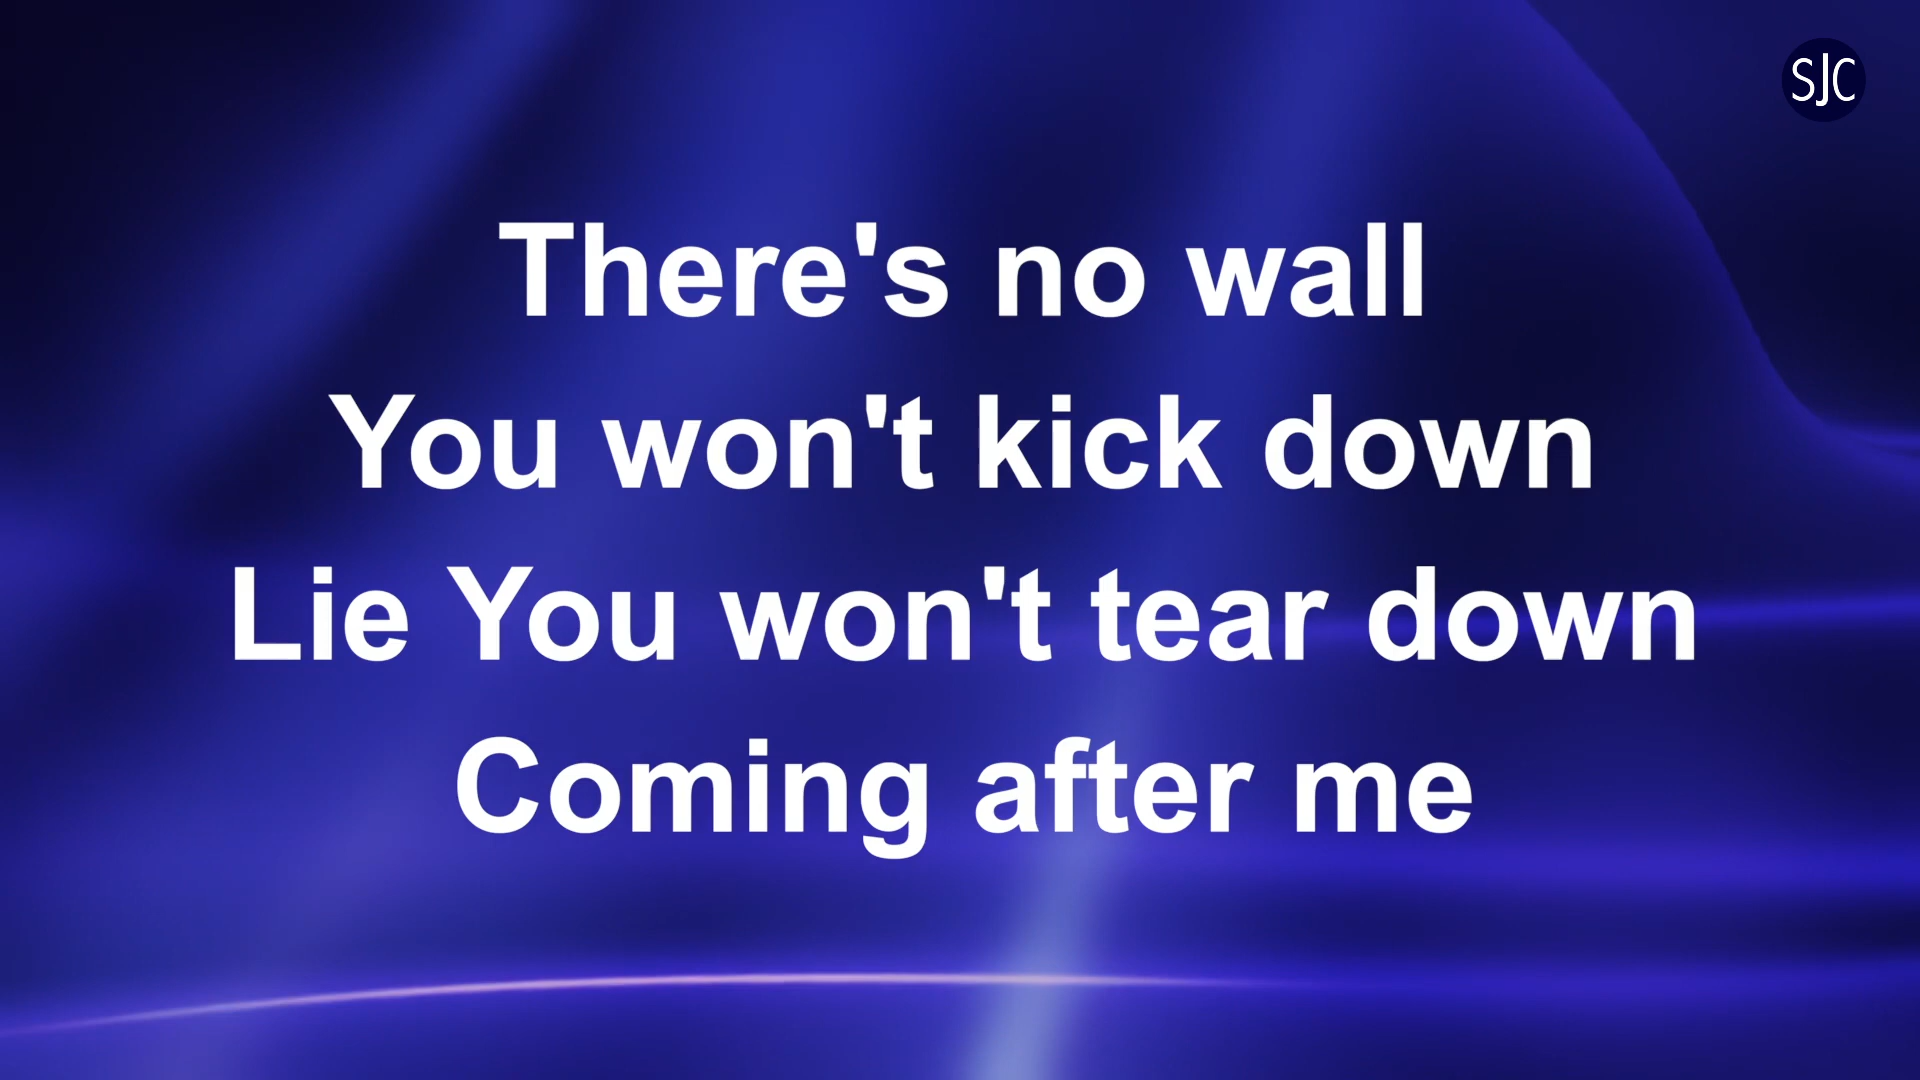 SJC
There's no wall
You won't kick down
Lie You won't tear down
Coming after me